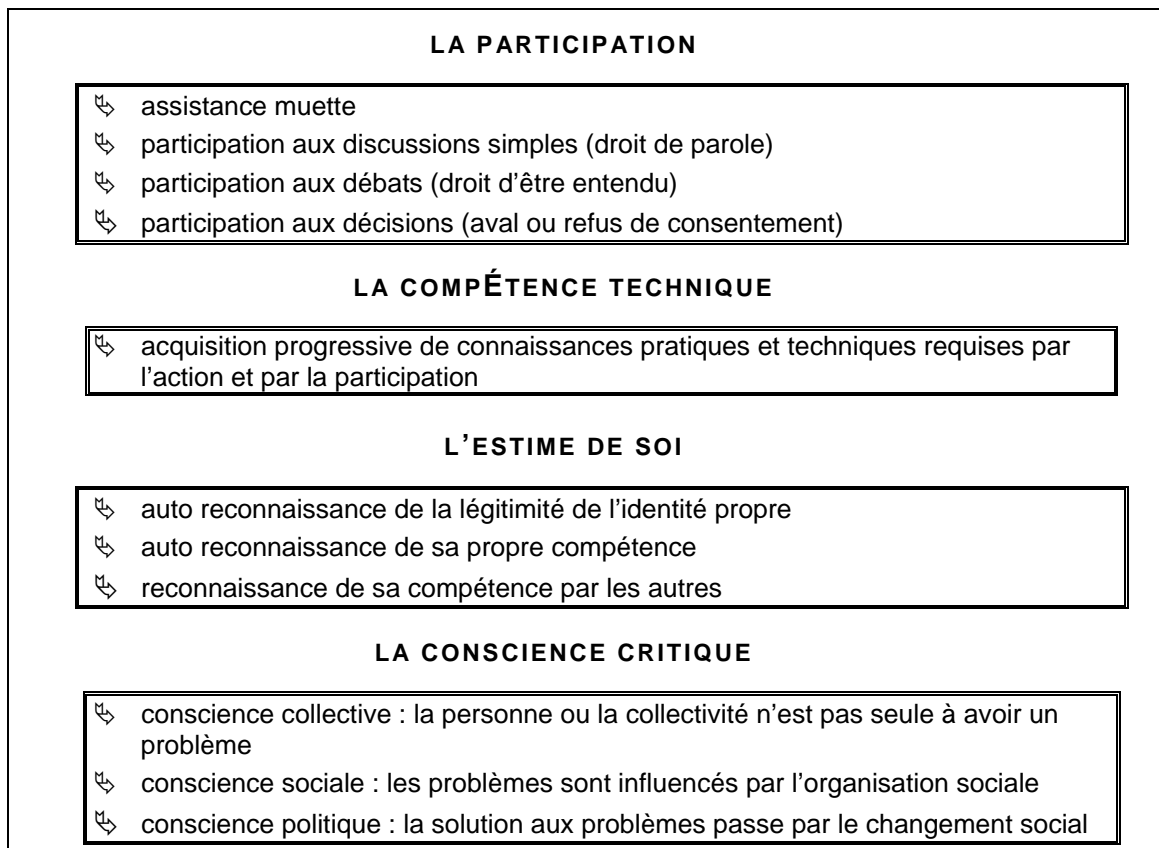 LA PARTICIPATION
assistance muette
participation aux discussions simples (droit de parole)
participation aux débats (droit d'être entendu)
participation aux décisions (aval ou refus de consentement)
LA COMPÉTENCE TECHNIQUE
acquisition progressive de connaissances pratiques et techniques requises par
l'action et par la participation
L'ESTIME DE SOI
auto reconnaissance de la légitimité de l'identité propre
auto reconnaissance de sa propre compétence
reconnaissance de sa compétence par les autres
LA CONSCIENCE CRITIQUE
conscience collective : la personne ou la collectivité n'est pas seule à avoir un
problème
conscience sociale : les problèmes sont influencés par l'organisation sociale
conscience politique : la solution aux problèmes passe par le changement social